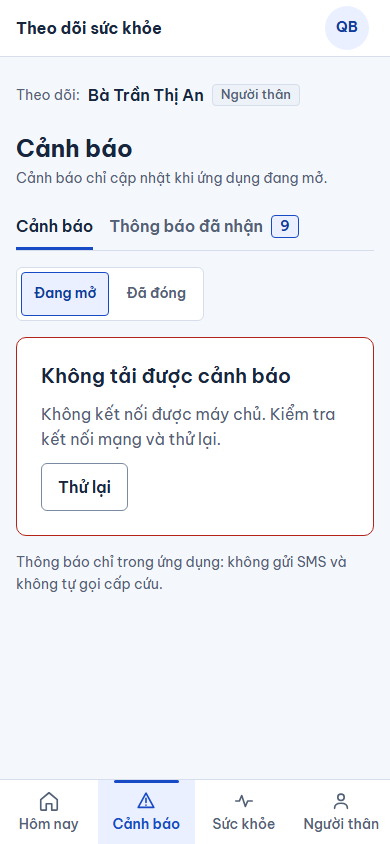 Theo dõi sức khỏe
QB
Theo dõi: Bà Trần Thị An Người thân
Cảnh báo
Cảnh báo chỉ cập nhật khi ứng dụng đang mở.
Cảnh báo Thông báo đã nhận 9
Đang mở Đã đóng
Không tải được cảnh báo
Không kết nối được máy chủ. Kiểm tra
kết nối mạng và thử lại.
Thử lại
Thông báo chỉ trong ứng dụng: không gửi SMS và
không tự gọi cấp cứu.
Hôm nay Cảnh báo Sức khỏe Người thân